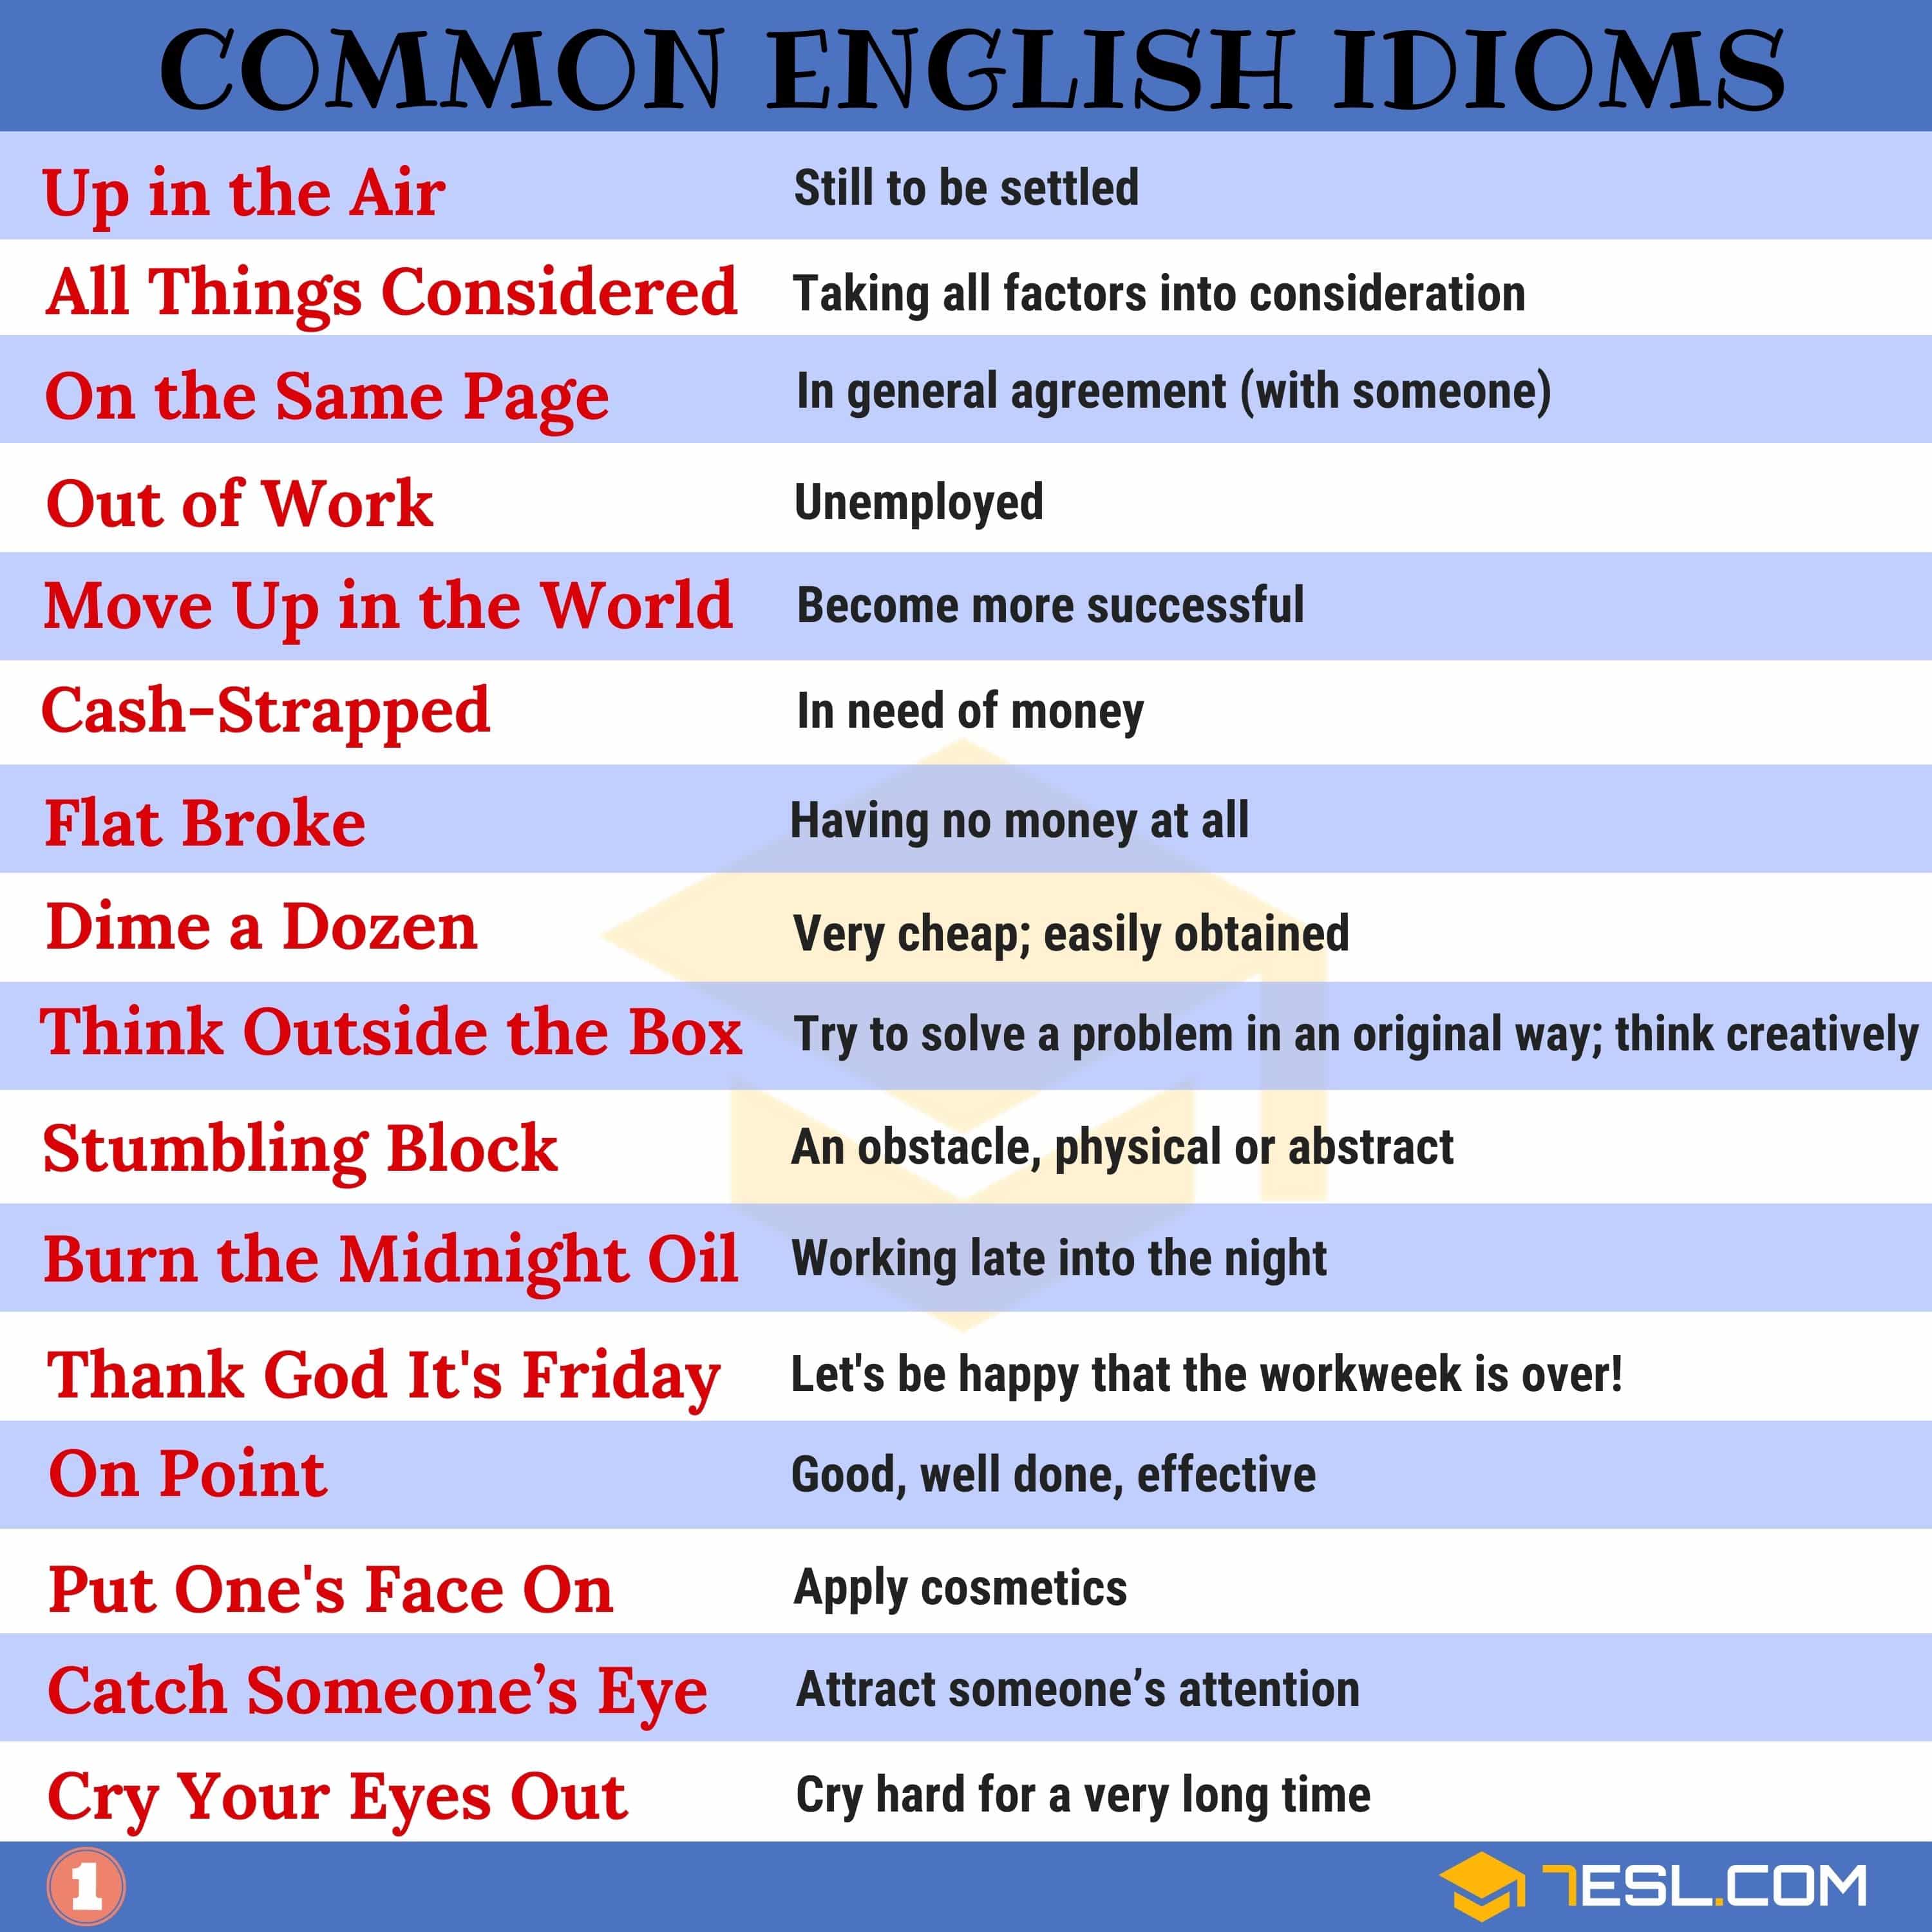 COMMON ENGLISH IDIOMS
Up in the Air Still to be settled
All Things Considered Taking all factors into consideration
On the Same Page In general agreement (with someone)
Out of Work Unemployed
Move Up in the World Become more successful
Cash-Strapped In need of money
Flat Broke Having no money at all
Dime a Dozen Very cheap; easily obtained
Think Outside the Box Try to solve a problem in an original way; think creatively
Stumbling Block An obstacle, physical or abstract
Burn the Midnight Oil Working late into the night
Thank God It's Friday Let's be happy that the workweek is over!
On Point Good, well done, effective
Put One's Face On Apply cosmetics
Catch Someone’s Eye Attract someone’s attention
Cry Your Eyes Out Cry hard for a very long time
1 7ESL.COM